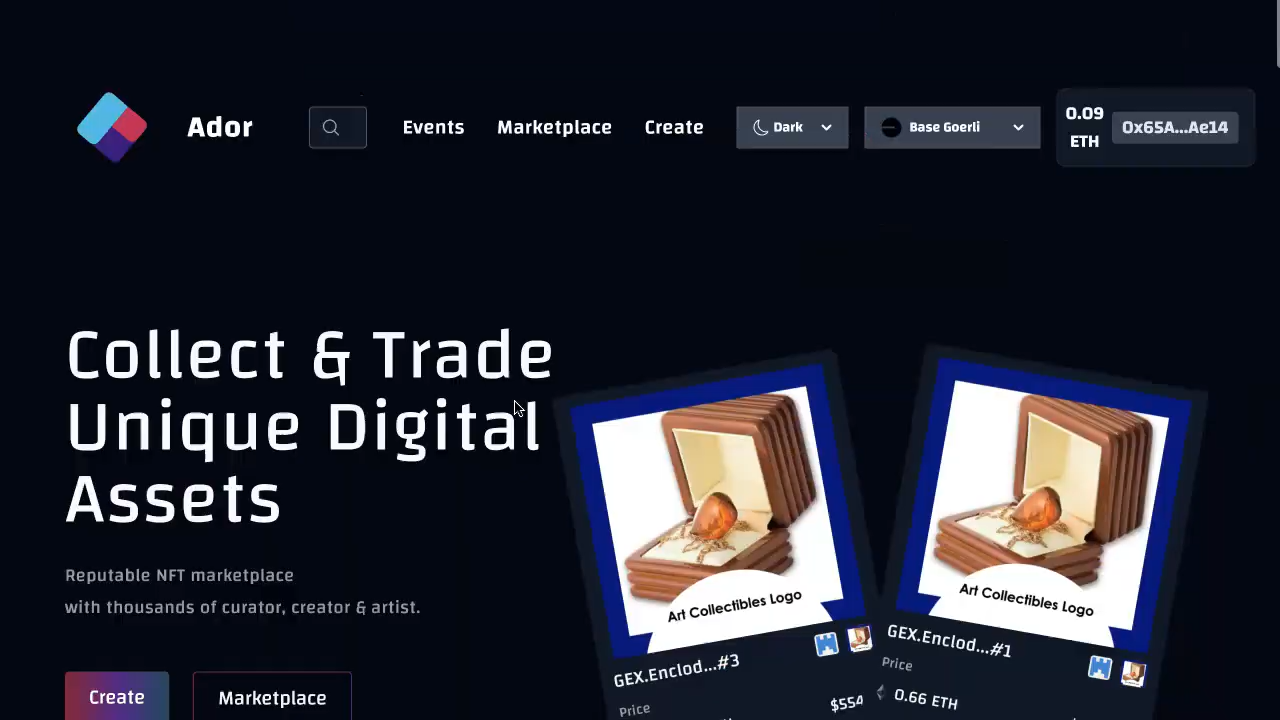 Ador
Events
Marketplace
Create
Dark
Base Goerli
0.09
ETH
0x65A...Ae14
Collect & Trade
Unique Digital
Assets
Reputable NFT marketplace
with thousands of curator, creator & artist.
Create
Marketplace
Art Collectibles Logo
GEX.Enclod...#3
Price
$554
Art Collectibles Logo
GEX.Enclod...#1
Price
0.66 ETH